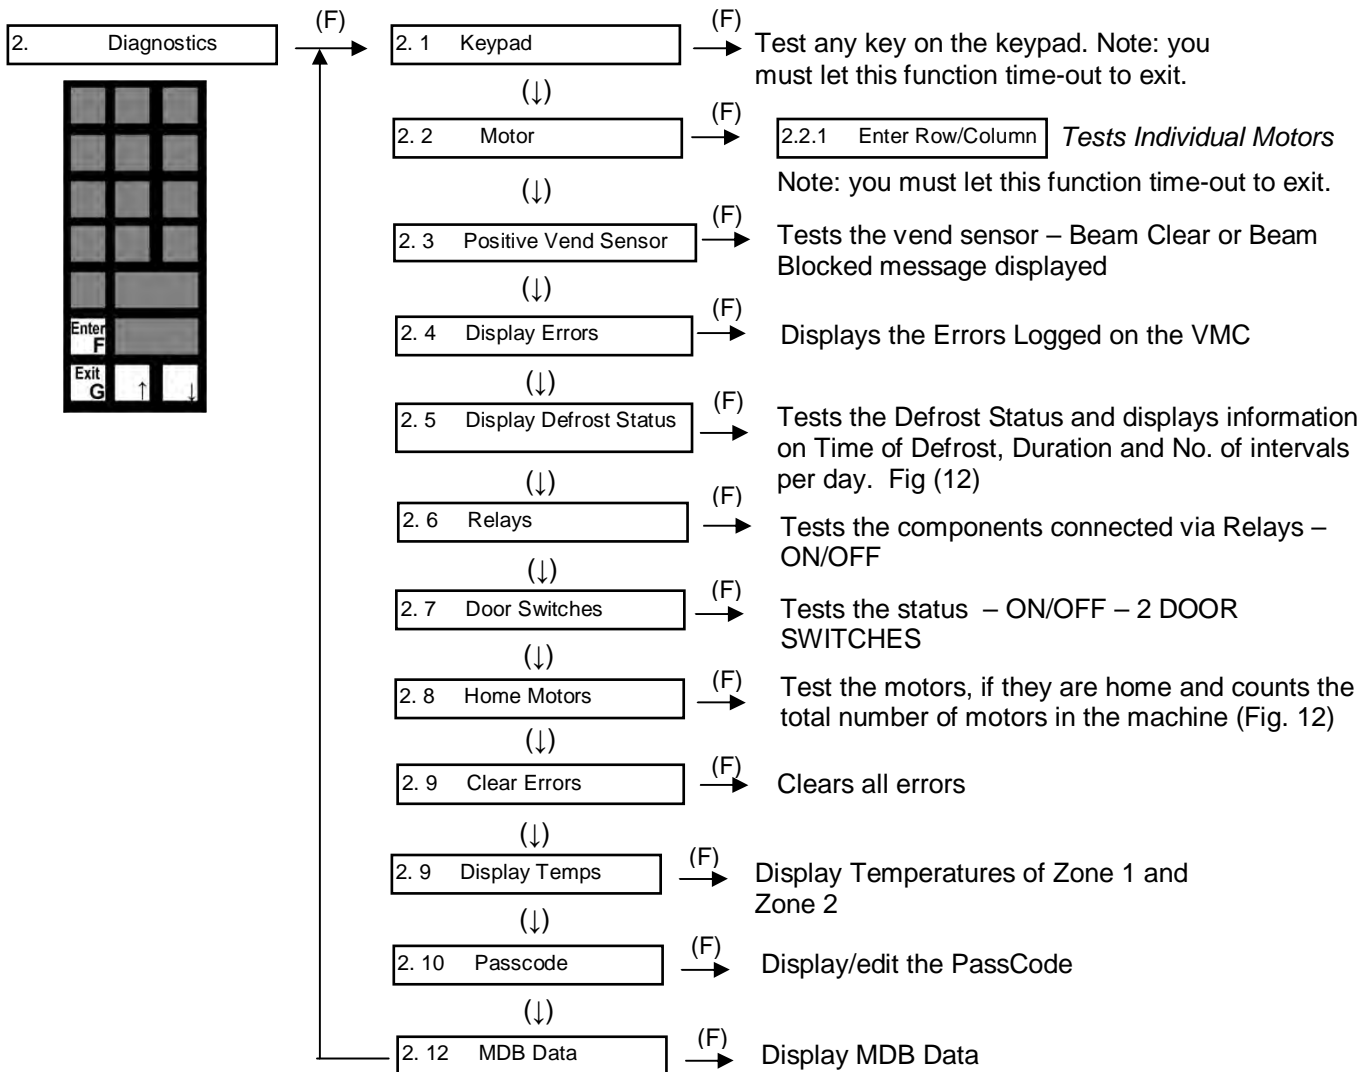 2. Diagnostics
(F)
2. 1 Keypad
(F)
Test any key on the keypad. Note: you
must let this function time-out to exit.
(↓)
2. 2 Motor
(F)
2.2.1 Enter Row/Column
Tests Individual Motors
Note: you must let this function time-out to exit.
(↓)
2. 3 Positive Vend Sensor
(F)
Tests the vend sensor – Beam Clear or Beam
Blocked message displayed
(↓)
2. 4 Display Errors
(F)
Displays the Errors Logged on the VMC
(↓)
2. 5 Display Defrost Status
(F)
Tests the Defrost Status and displays information
on Time of Defrost, Duration and No. of intervals
per day. Fig (12)
(↓)
2. 6 Relays
(F)
Tests the components connected via Relays –
ON/OFF
(↓)
2. 7 Door Switches
(F)
Tests the status – ON/OFF – 2 DOOR
SWITCHES
(↓)
2. 8 Home Motors
(F)
Test the motors, if they are home and counts the
total number of motors in the machine (Fig. 12)
(↓)
2. 9 Clear Errors
(F)
Clears all errors
(↓)
2. 9 Display Temps
(F)
Display Temperatures of Zone 1 and
Zone 2
(↓)
2. 10 Passcode
(F)
Display/edit the PassCode
(↓)
2. 12 MDB Data
(F)
Display MDB Data
Enter
F
Exit
G ↑ ↓